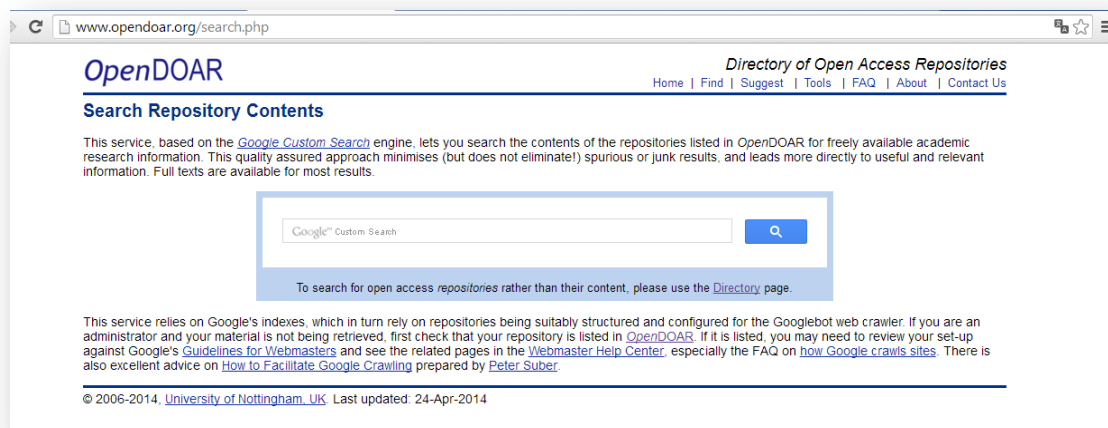 www.opendoar.org/search.php
OpenDOAR
Directory of Open Access Repositories
Home | Find | Suggest | Tools | FAQ | About | Contact Us
Search Repository Contents
This service, based on the Google Custom Search engine, lets you search the contents of the repositories listed in OpenDOAR for freely available academic
research information. This quality assured approach minimises (but does not eliminate!) spurious or junk results, and leads more directly to useful and relevant
information. Full texts are available for most results.
Google™ Custom Search
To search for open access repositories rather than their content, please use the Directory page.
This service relies on Google's indexes, which in turn rely on repositories being suitably structured and configured for the Googlebot web crawler. If you are an
administrator and your material is not being retrieved, first check that your repository is listed in OpenDOAR. If it is listed, you may need to review your set-up
against Google's Guidelines for Webmasters and see the related pages in the Webmaster Help Center, especially the FAQ on how Google crawls sites. There is
also excellent advice on How to Facilitate Google Crawling prepared by Peter Suber.
© 2006-2014, University of Nottingham, UK. Last updated: 24-Apr-2014